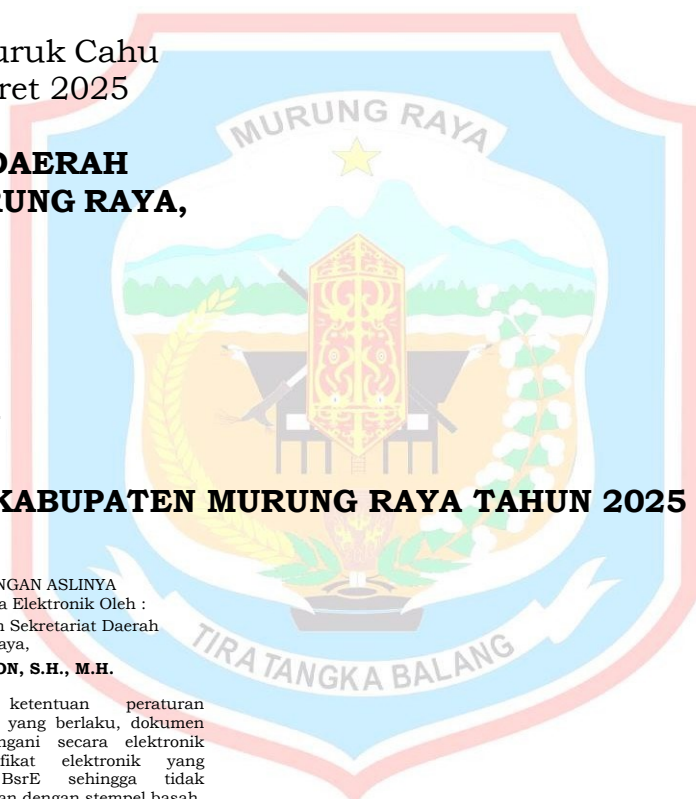 uruk Cahu
ret 2025
MURUNG RAYA
DAERAH
RUNG RAYA,
KABUPATEN MURUNG RAYA TAHUN 2025
NGAN ASLINYA
a Elektronik Oleh :
n Sekretariat Daerah
aya,
ON, S.H., M.H.
TIRA TANGKA BALANG
ketentuan peraturan
yang berlaku, dokumen
ngani secara elektronik
fikat elektronik yang
BsrE sehingga tidak
an dengan stempel basah